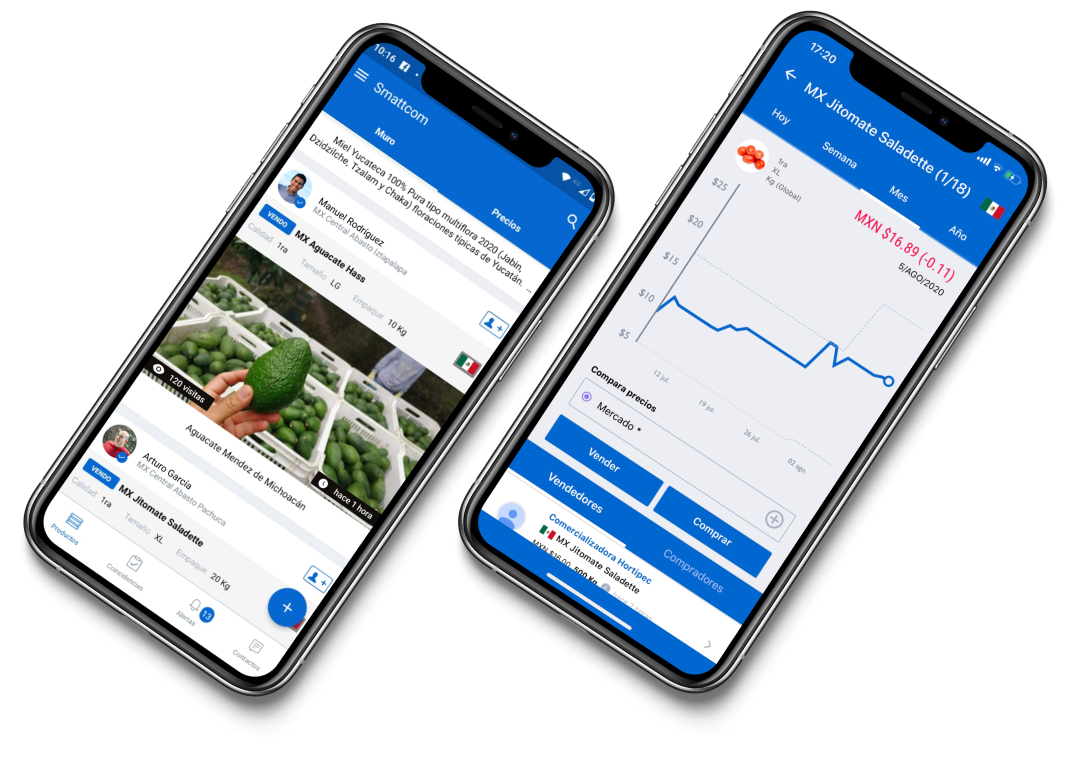 10:16
Smattcom
Muro
Precios
Miel Yucateca 100% Pura tipo multiflora 2020 (Jabin,
Dzidzilche, Tzalam y Chaka) floraciones típicas de Yucatán. ...
Manuel Rodríguez
MX Central Abasto Iztapalapa
VENDO
MX Aguacate Hass
Calidad 1ra Tamaño LG Empaque 10 Kg
120 visitas
hace 1 hora
Aguacate Mendez de Michoacán
Arturo García
MX Central Abasto Pachuca
VENDO
MX Jitomate Saladette
Calidad 1ra Tamaño XL Empaque 20 Kg
+
Productos
Coincidencias
Alertas
13
Contactos
17:20
MX Jitomate Saladette (1/18)
Hoy
Semana
Mes
Año
1ra
XL
Kg (Global)
MXN $16.89 (-0.11)
5/AGO/2020
$25
$20
$15
$10
$5
12 jul.
19 jul.
26 jul.
02 ago.
Compara precios
Mercado *
Vender
Comprar
Vendedores
Compradores
Comercializadora Hortipec
MX Jitomate Saladette
MXN $16.00 500 Kg